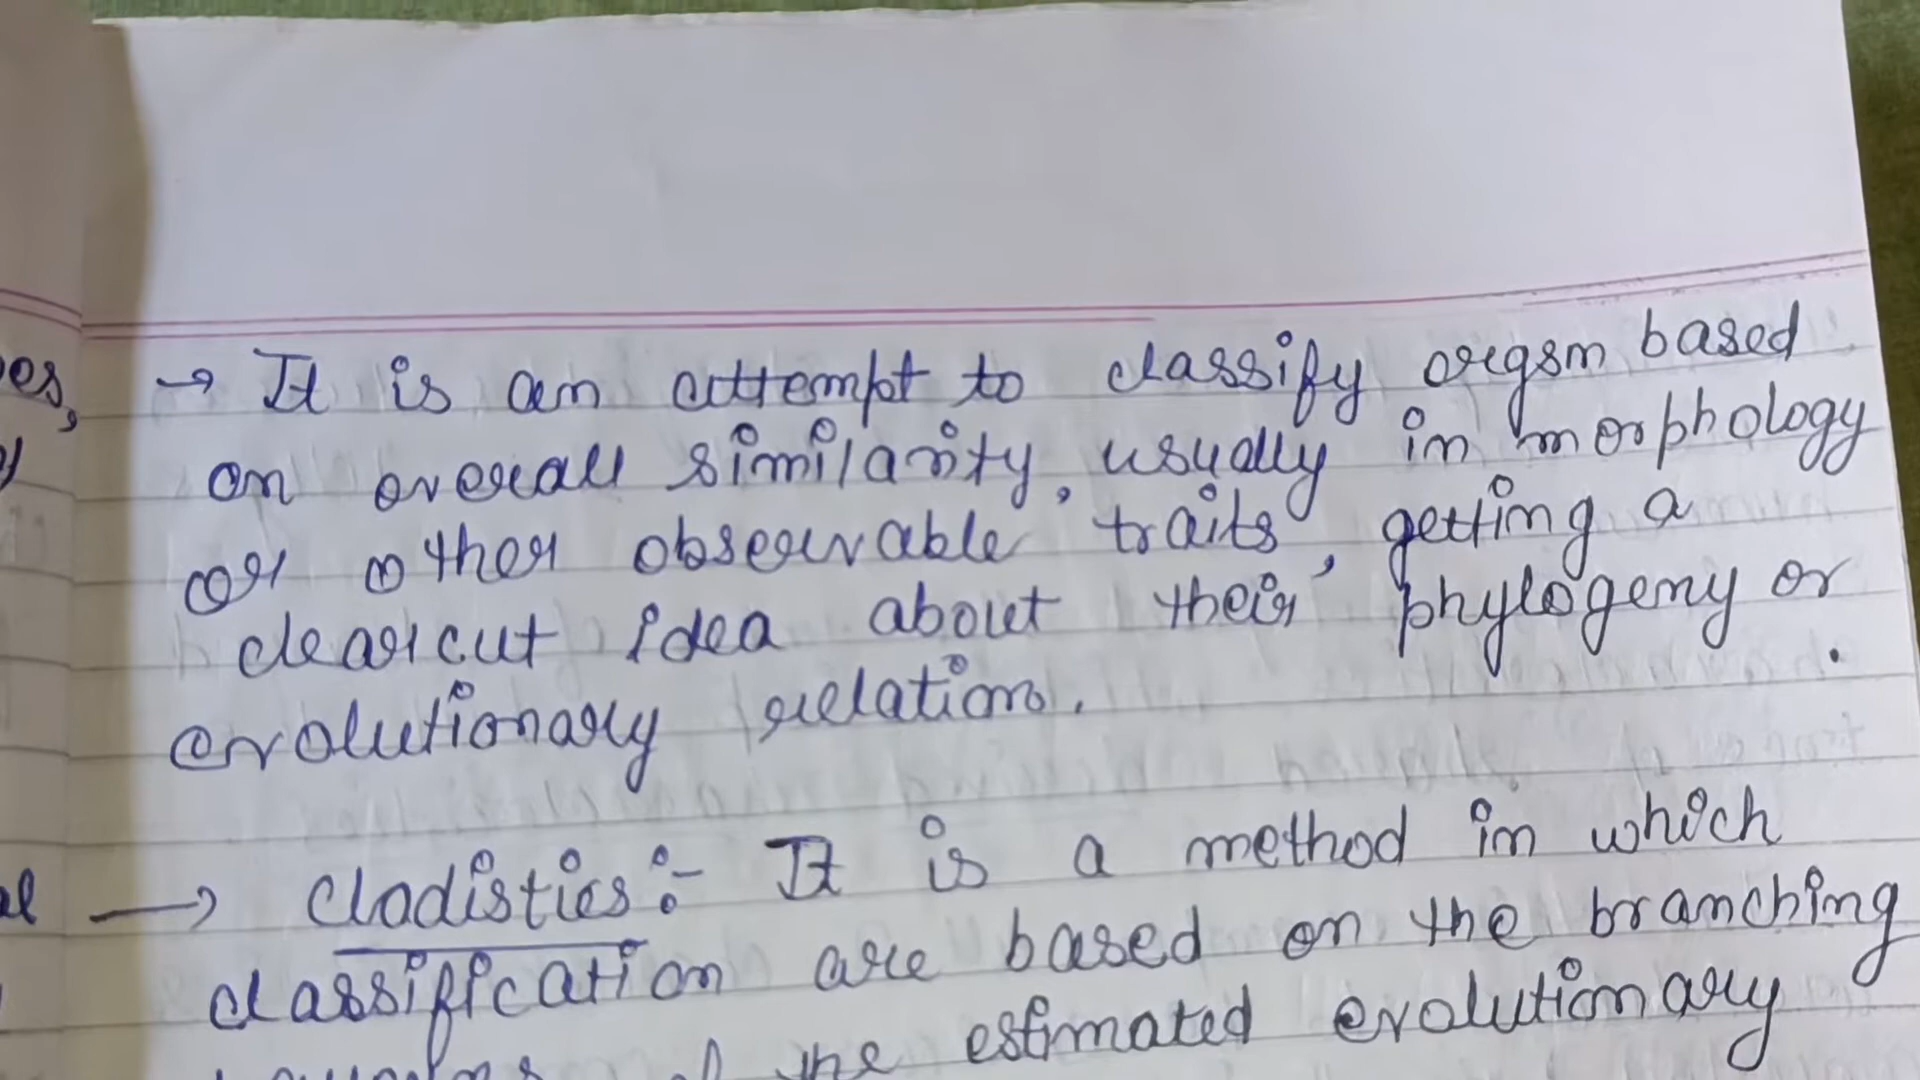 es,
→ It is an attempt to classify orgsm based
on overall similarity, usually in morphology
or other observable traits, getting a
clearcut idea about their phylogeny or
evolutionary relation.
→ Cladistics:- It is a method in which
classification are based on the branching
the estimated evolutionary